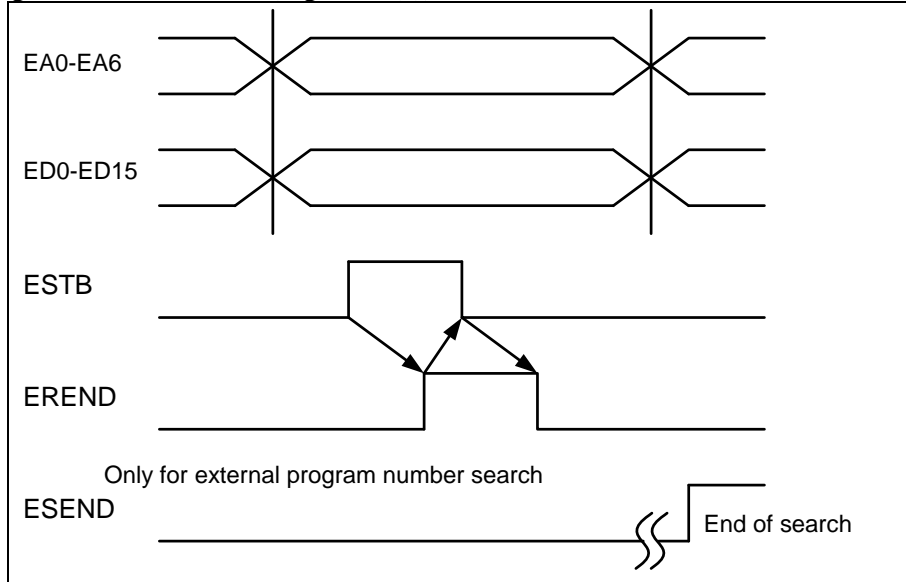 EA0-EA6
ED0-ED15
ESTB
EREND
Only for external program number search
ESEND
End of search